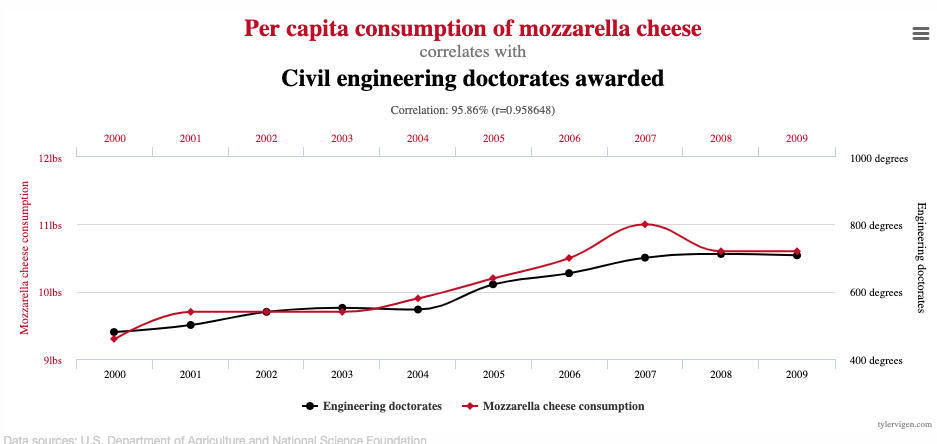 Per capita consumption of mozzarella cheese
correlates with
Civil engineering doctorates awarded
Correlation: 95.86% (r=0.958648)
2000 2001 2002 2003 2004 2005 2006 2007 2008 2009
12lbs 1000 degrees
11lbs 800 degrees
10lbs 600 degrees
9lbs 400 degrees
Mozzarella cheese consumption
Engineering doctorates
2000 2001 2002 2003 2004 2005 2006 2007 2008 2009
Engineering doctorates Mozzarella cheese consumption
tylervigen.com
Data sources: U.S. Department of Agriculture and National Science Foundation